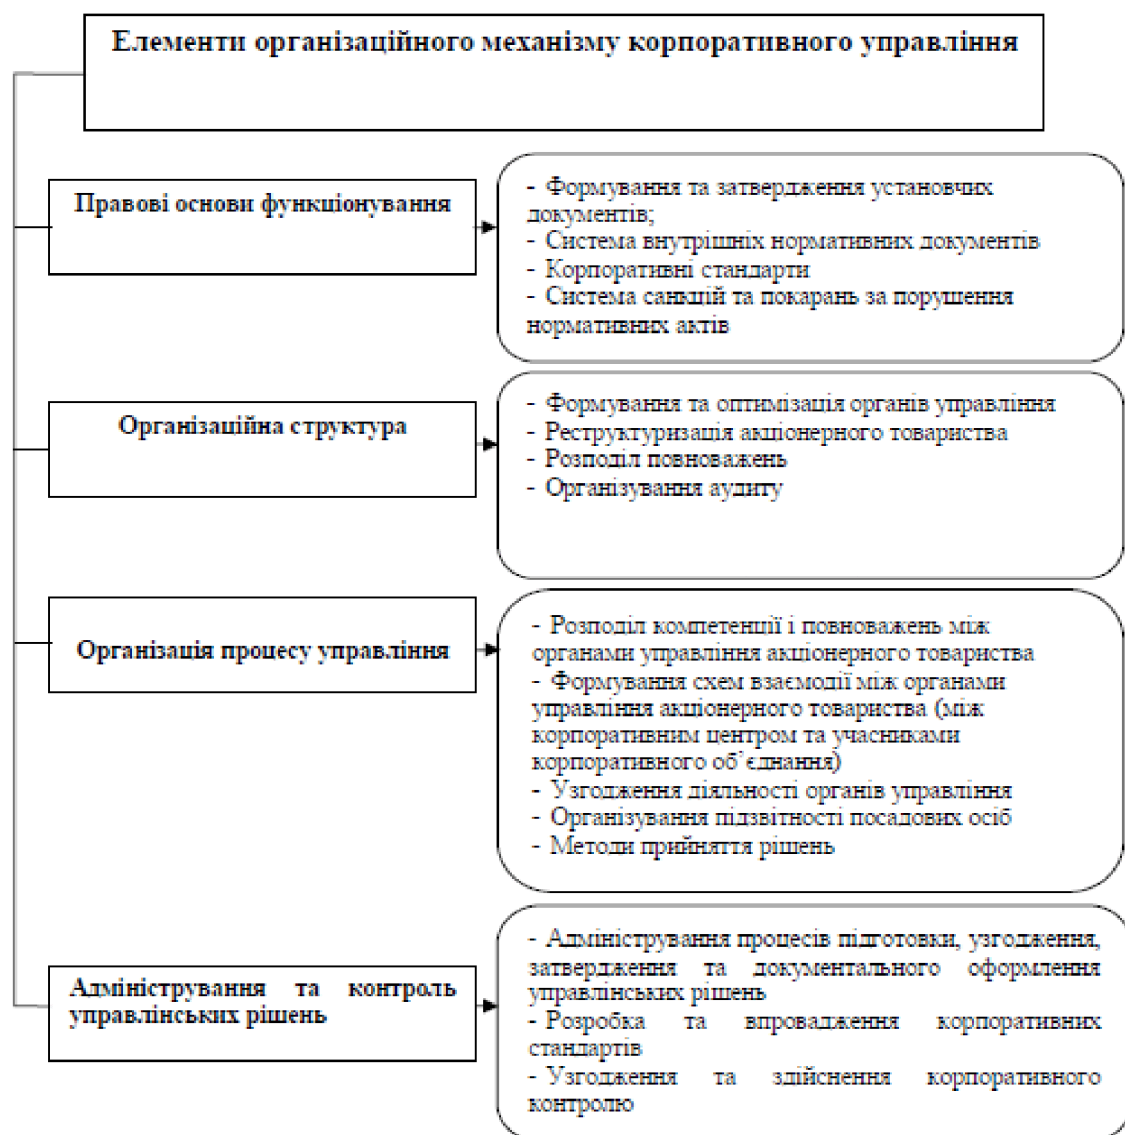 Елементи організаційного механізму корпоративного управління
Правові основи функціонування
- Формування та затвердження установчих
документів;
- Система внутрішніх нормативних документів
- Корпоративні стандарти
- Система санкцій та покарань за порушення
нормативних актів
Організаційна структура
- Формування та оптимізація органів управління
- Реструктуризація акціонерного товариства
- Розподіл повноважень
- Організування аудиту
Організація процесу управління
- Розподіл компетенції і повноважень між
органами управління акціонерного товариства
- Формування схем взаємодії між органами
управління акціонерного товариства (між
корпоративним центром та учасниками
корпоративного об’єднання)
- Узгодження діяльності органів управління
- Організування підзвітності посадових осіб
- Методи прийняття рішень
Адміністрування та контроль
управлінських рішень
- Адміністрування процесів підготовки, узгодження,
затвердження та документального оформлення
управлінських рішень
- Розробка та впровадження корпоративних
стандартів
- Узгодження та здійснення корпоративного
контролю